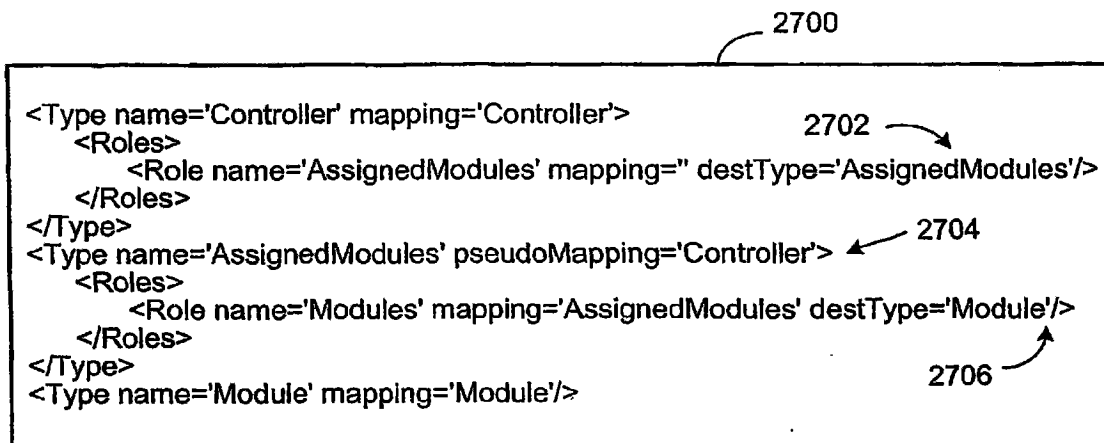 2700
<Type name='Controller' mapping='Controller'>
<Roles>
2702
<Role name='AssignedModules' mapping='' destType='AssignedModules'/>
</Roles>
</Type>
<Type name='AssignedModules' pseudoMapping='Controller'>
2704
<Roles>
<Role name='Modules' mapping='AssignedModules' destType='Module'/>
</Roles>
</Type>
2706
<Type name='Module' mapping='Module'/>